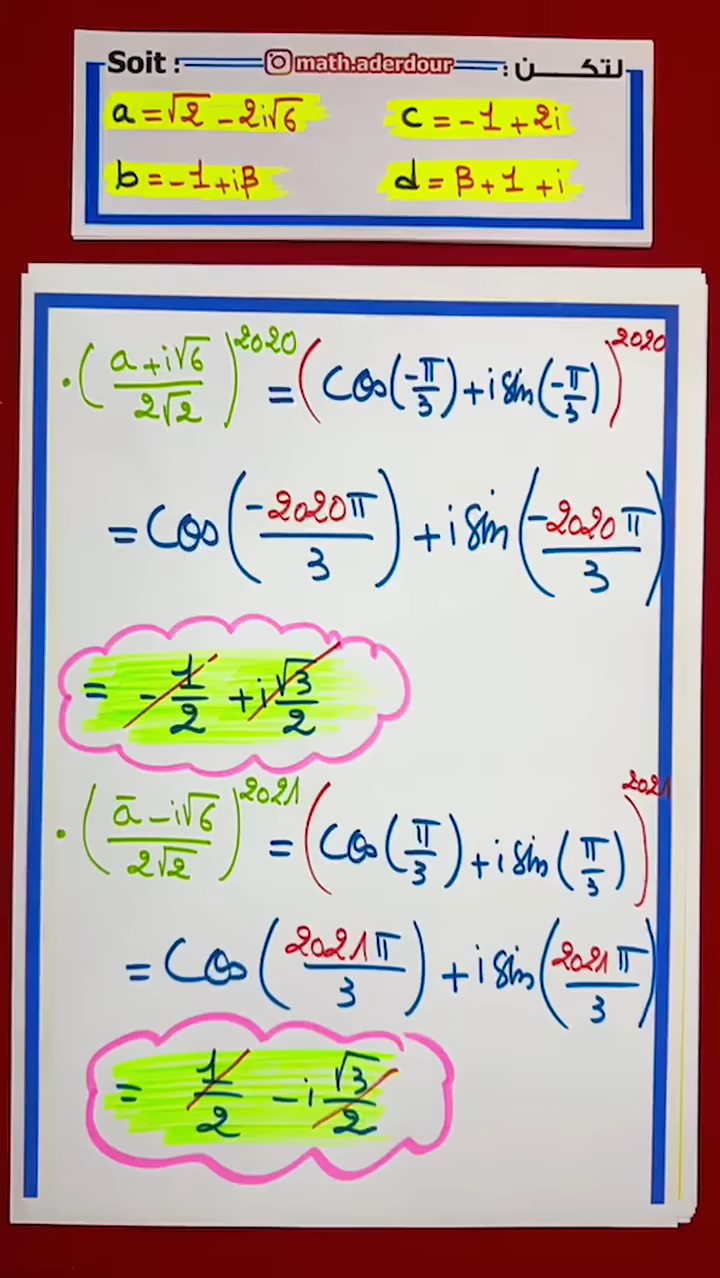 Soit : math.aderdour : لتكن
a = √2 - 2i√6 c = -1 + 2i
b = -1 + iβ d = β + 1 + i
• ((a + i√6)/(2√2))^2020 = (cos(-π/3) + i sin(-π/3))^2020
= cos(-2020π/3) + i sin(-2020π/3)
= -1/2 + i√3/2
• ((ā - i√6)/(2√2))^2021 = (cos(π/3) + i sin(π/3))^2021
= cos(2021π/3) + i sin(2021π/3)
= 1/2 - i √3/2